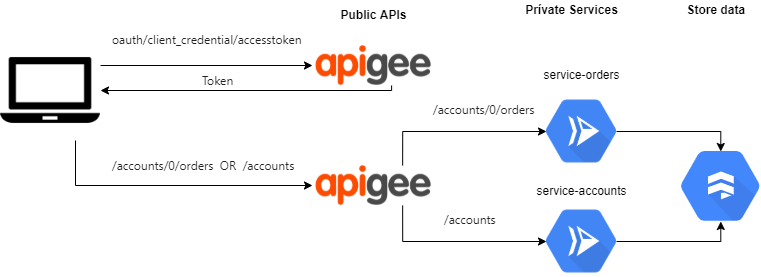 Public APIs
Private Services
Store data
oauth/client_credential/accesstoken
apigee
Token
service-orders
/accounts/0/orders
/accounts/0/orders OR /accounts
apigee
service-accounts
/accounts